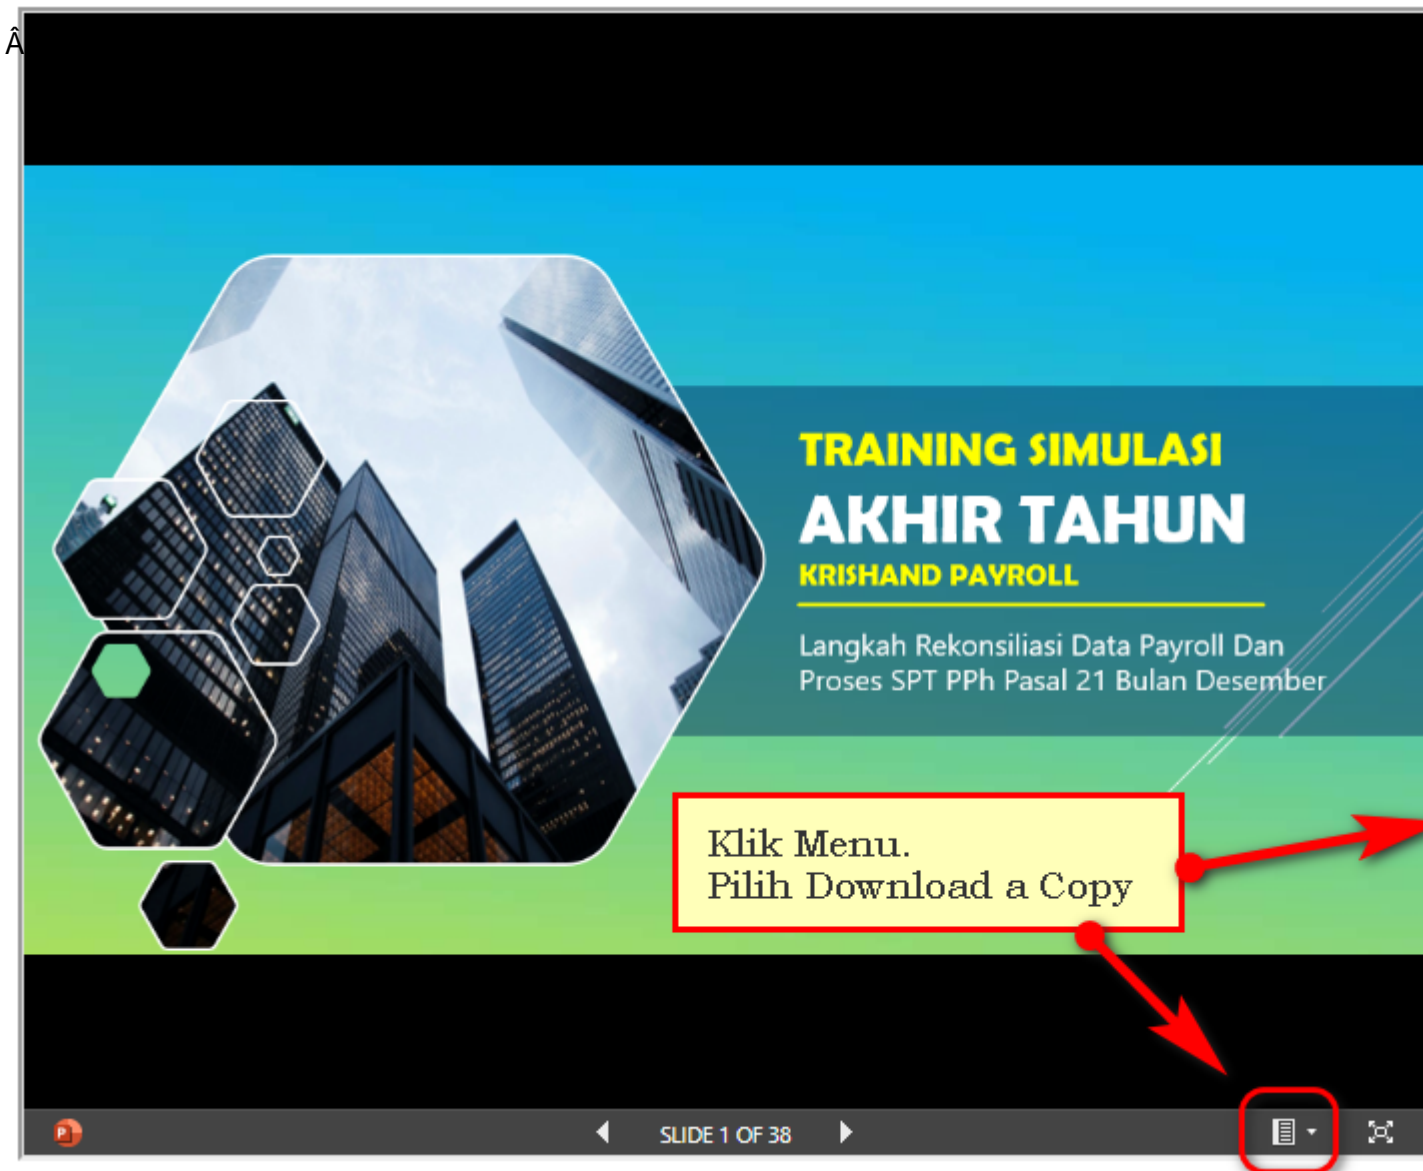 Â
TRAINING SIMULASI
AKHIR TAHUN
KRISHAND PAYROLL
Langkah Rekonsiliasi Data Payroll Dan
Proses SPT PPh Pasal 21 Bulan Desember
Klik Menu.
Pilih Download a Copy
P
SLIDE 1 OF 38